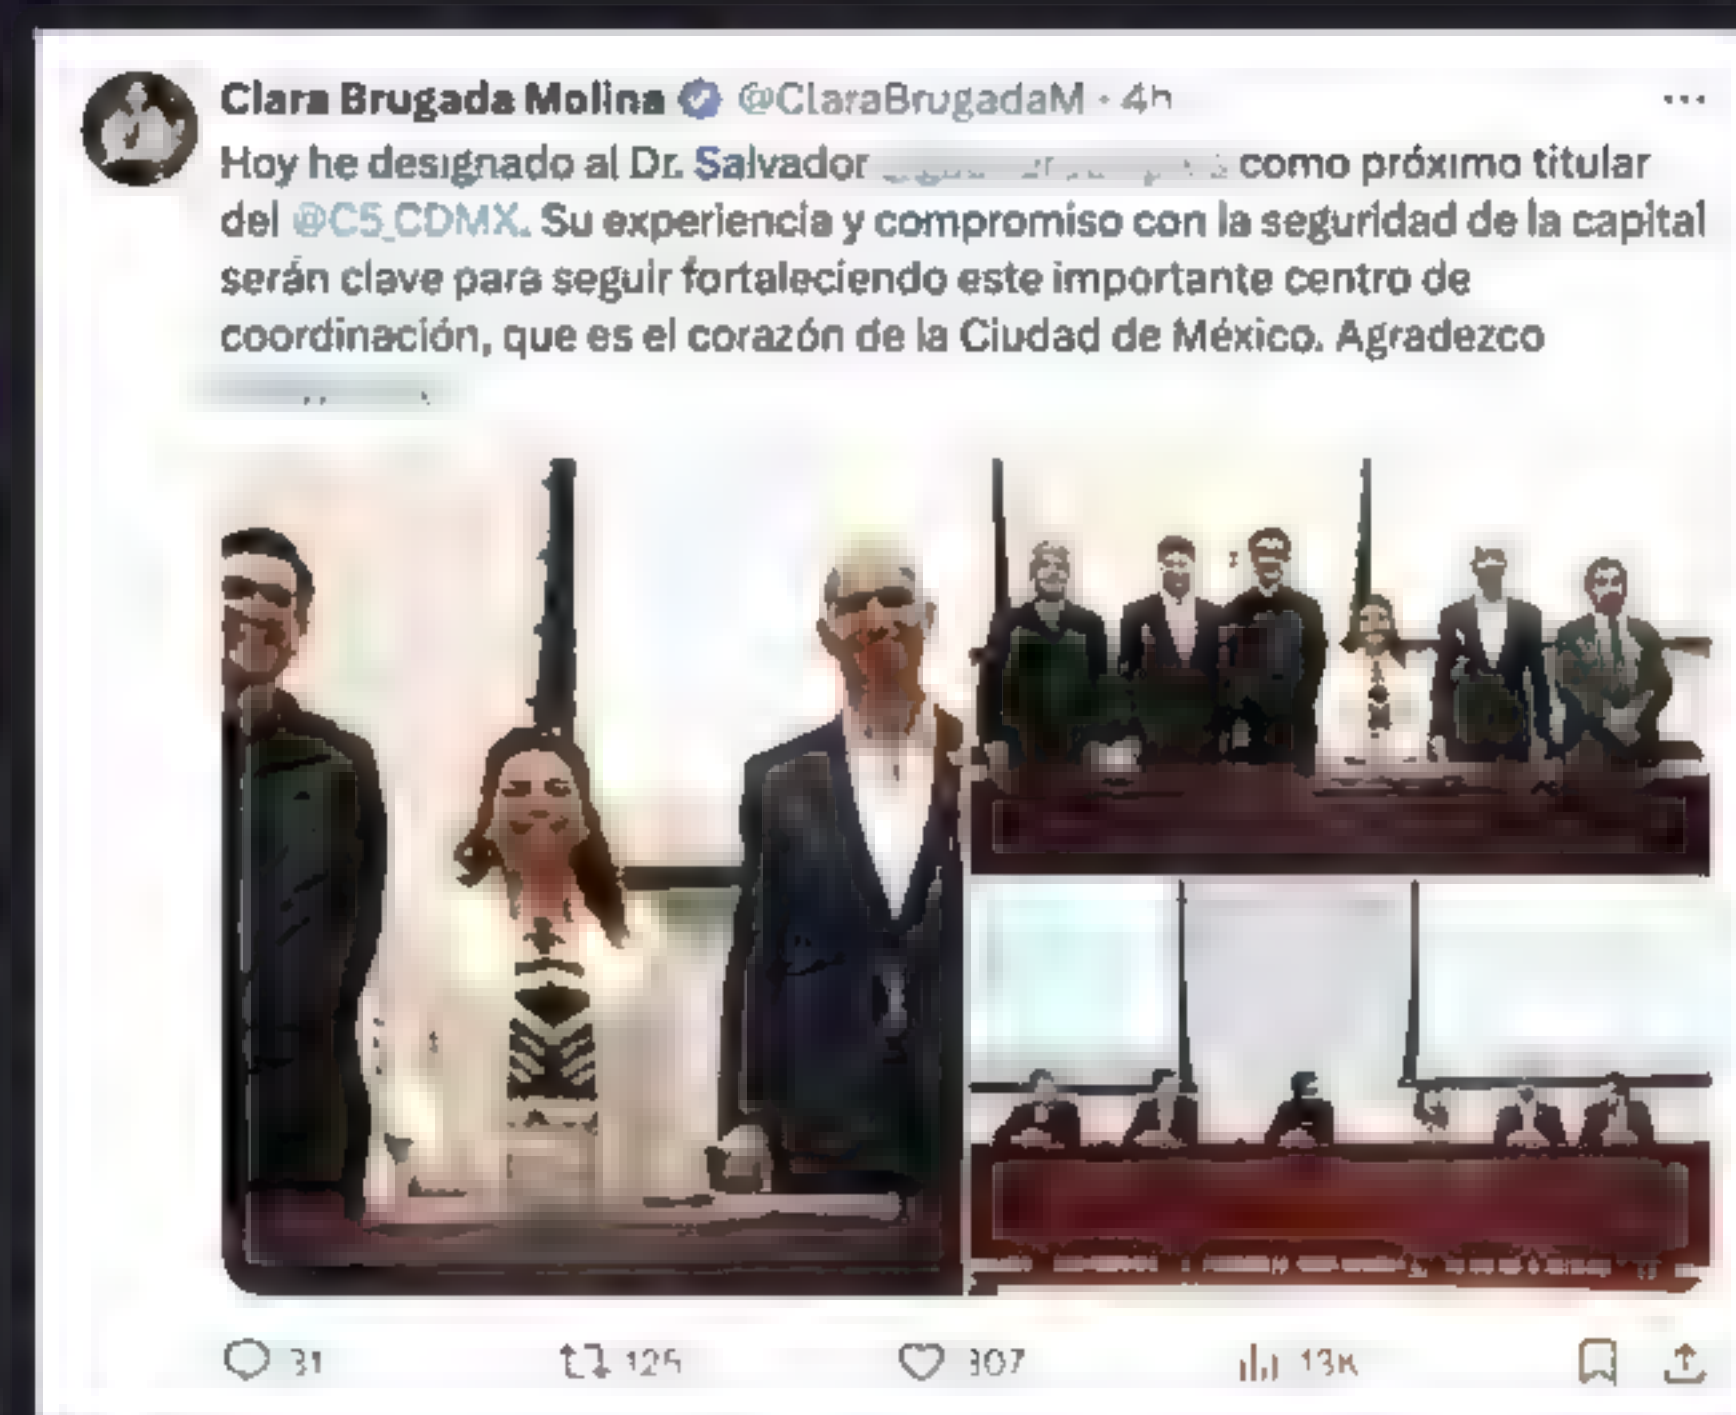 Clara Brugada Molina @ClaraBrugadaM · 4h
Hoy he designado al Dr. Salvador como próximo titular
del @C5_CDMX. Su experiencia y compromiso con la seguridad de la capital
serán clave para seguir fortaleciendo este importante centro de
coordinación, que es el corazón de la Ciudad de México. Agradezco
31 125 307 13K